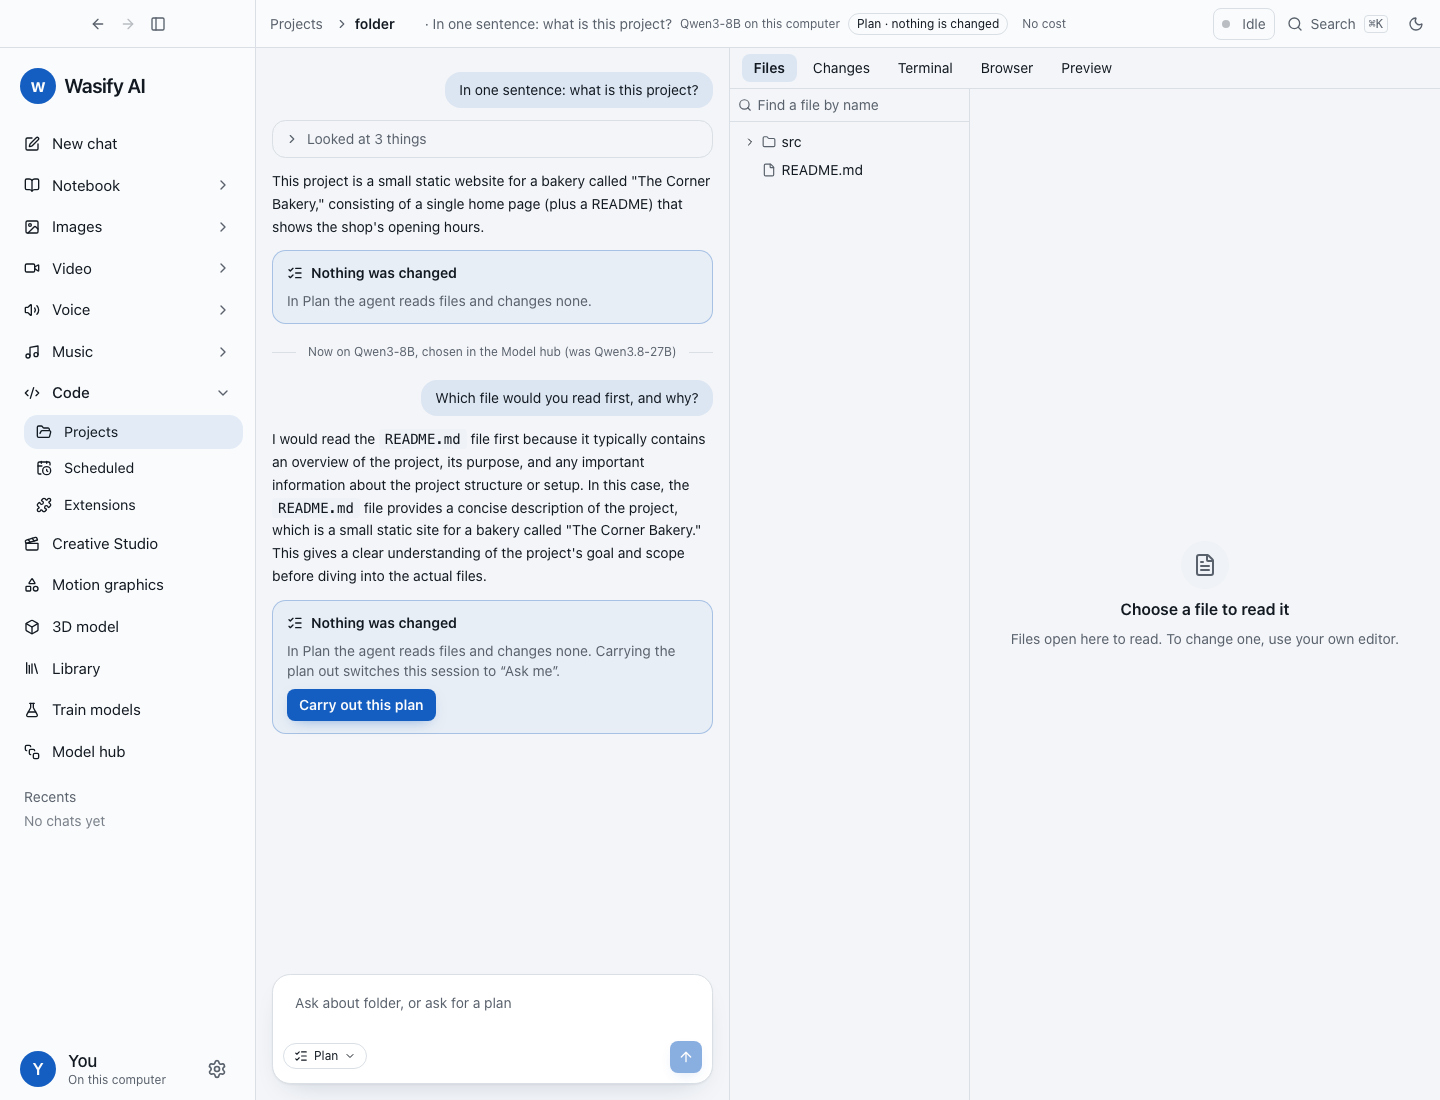 Projects
folder
· In one sentence: what is this project?
Qwen3-8B on this computer
Plan · nothing is changed
No cost
Idle
Search
⌘K
W
Wasify AI
New chat
Notebook
Images
Video
Voice
Music
Code
Projects
Scheduled
Extensions
Creative Studio
Motion graphics
3D model
Library
Train models
Model hub
Recents
No chats yet
Y
You
On this computer
In one sentence: what is this project?
Looked at 3 things
This project is a small static website for a bakery called "The Corner
Bakery," consisting of a single home page (plus a README) that
shows the shop's opening hours.
Nothing was changed
In Plan the agent reads files and changes none.
Now on Qwen3-8B, chosen in the Model hub (was Qwen3.8-27B)
Which file would you read first, and why?
I would read the README.md file first because it typically contains
an overview of the project, its purpose, and any important
information about the project structure or setup. In this case, the
README.md file provides a concise description of the project,
which is a small static site for a bakery called "The Corner Bakery."
This gives a clear understanding of the project's goal and scope
before diving into the actual files.
Nothing was changed
In Plan the agent reads files and changes none. Carrying the
plan out switches this session to “Ask me”.
Carry out this plan
Ask about folder, or ask for a plan
Plan
Files
Changes
Terminal
Browser
Preview
Find a file by name
src
README.md
Choose a file to read it
Files open here to read. To change one, use your own editor.